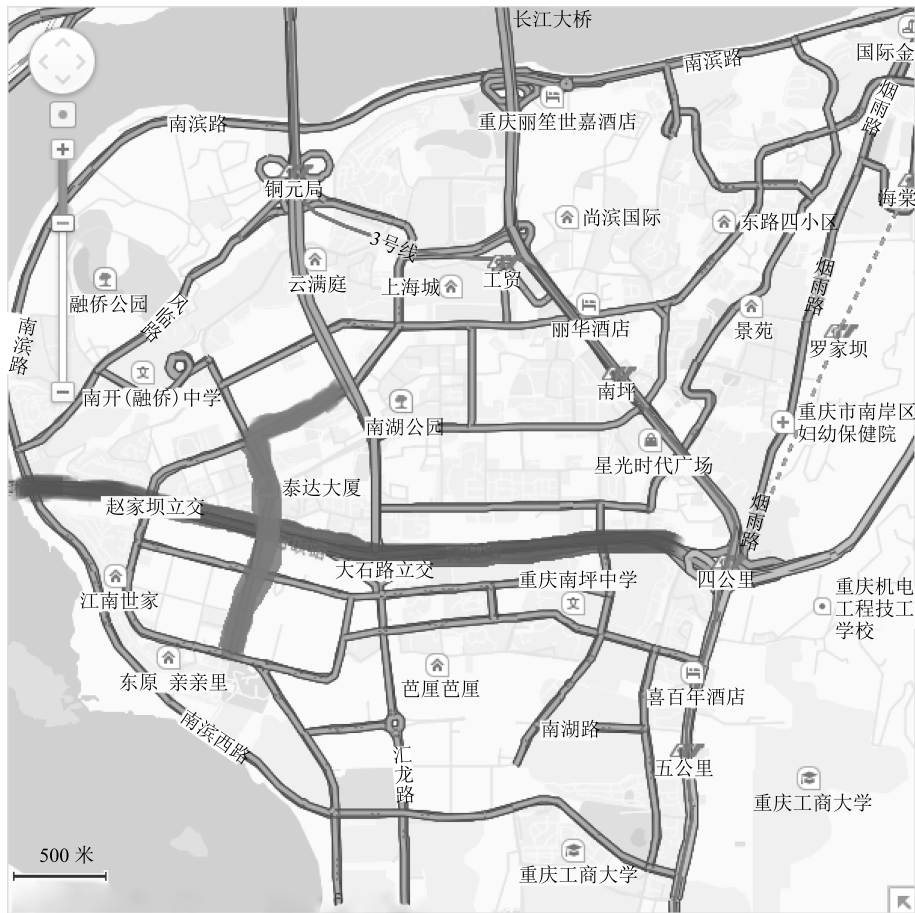 长江大桥
国际金
南滨路
烟雨路
重庆丽笙世嘉酒店
南滨路
铜元局
海棠
尚滨国际
东路四小区
3号线
云满庭
上海城
工贸
融侨公园
风临路
烟雨路
丽华酒店
景苑
南滨路
罗家坝
南坪
南开(融侨)中学
南湖公园
重庆市南岸区
妇幼保健院
星光时代广场
泰达大厦
赵家坝立交
烟雨路
大石路立交
重庆南坪中学
四公里
江南世家
重庆机电
工程技工
学校
东原 亲亲里
芭厘芭厘
喜百年酒店
南滨西路
南湖路
汇龙路
五公里
重庆工商大学
500 米
重庆工商大学